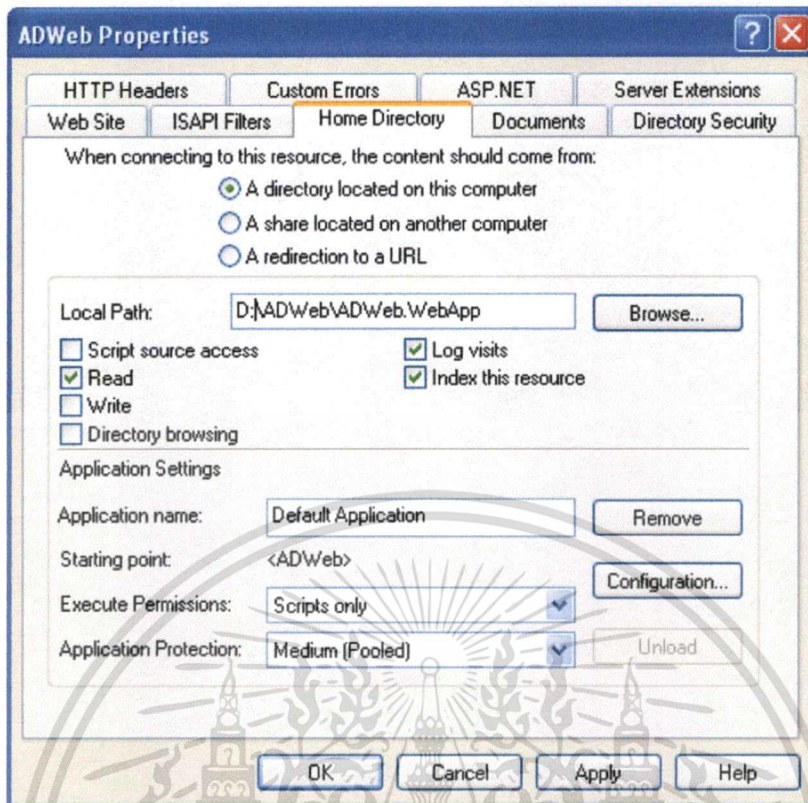 ADWeb Properties
HTTP Headers Custom Errors ASP.NET Server Extensions
Web Site ISAPI Filters Home Directory Documents Directory Security
When connecting to this resource, the content should come from:
A directory located on this computer
A share located on another computer
A redirection to a URL
Local Path: D:\ADWeb\ADWeb.WebApp Browse...
Script source access Log visits
Read Index this resource
Write
Directory browsing
Application Settings
Application name: Default Application Remove
Starting point: <ADWeb>
Configuration...
Execute Permissions: Scripts only
Application Protection: Medium (Pooled) Unload
OK Cancel Apply Help